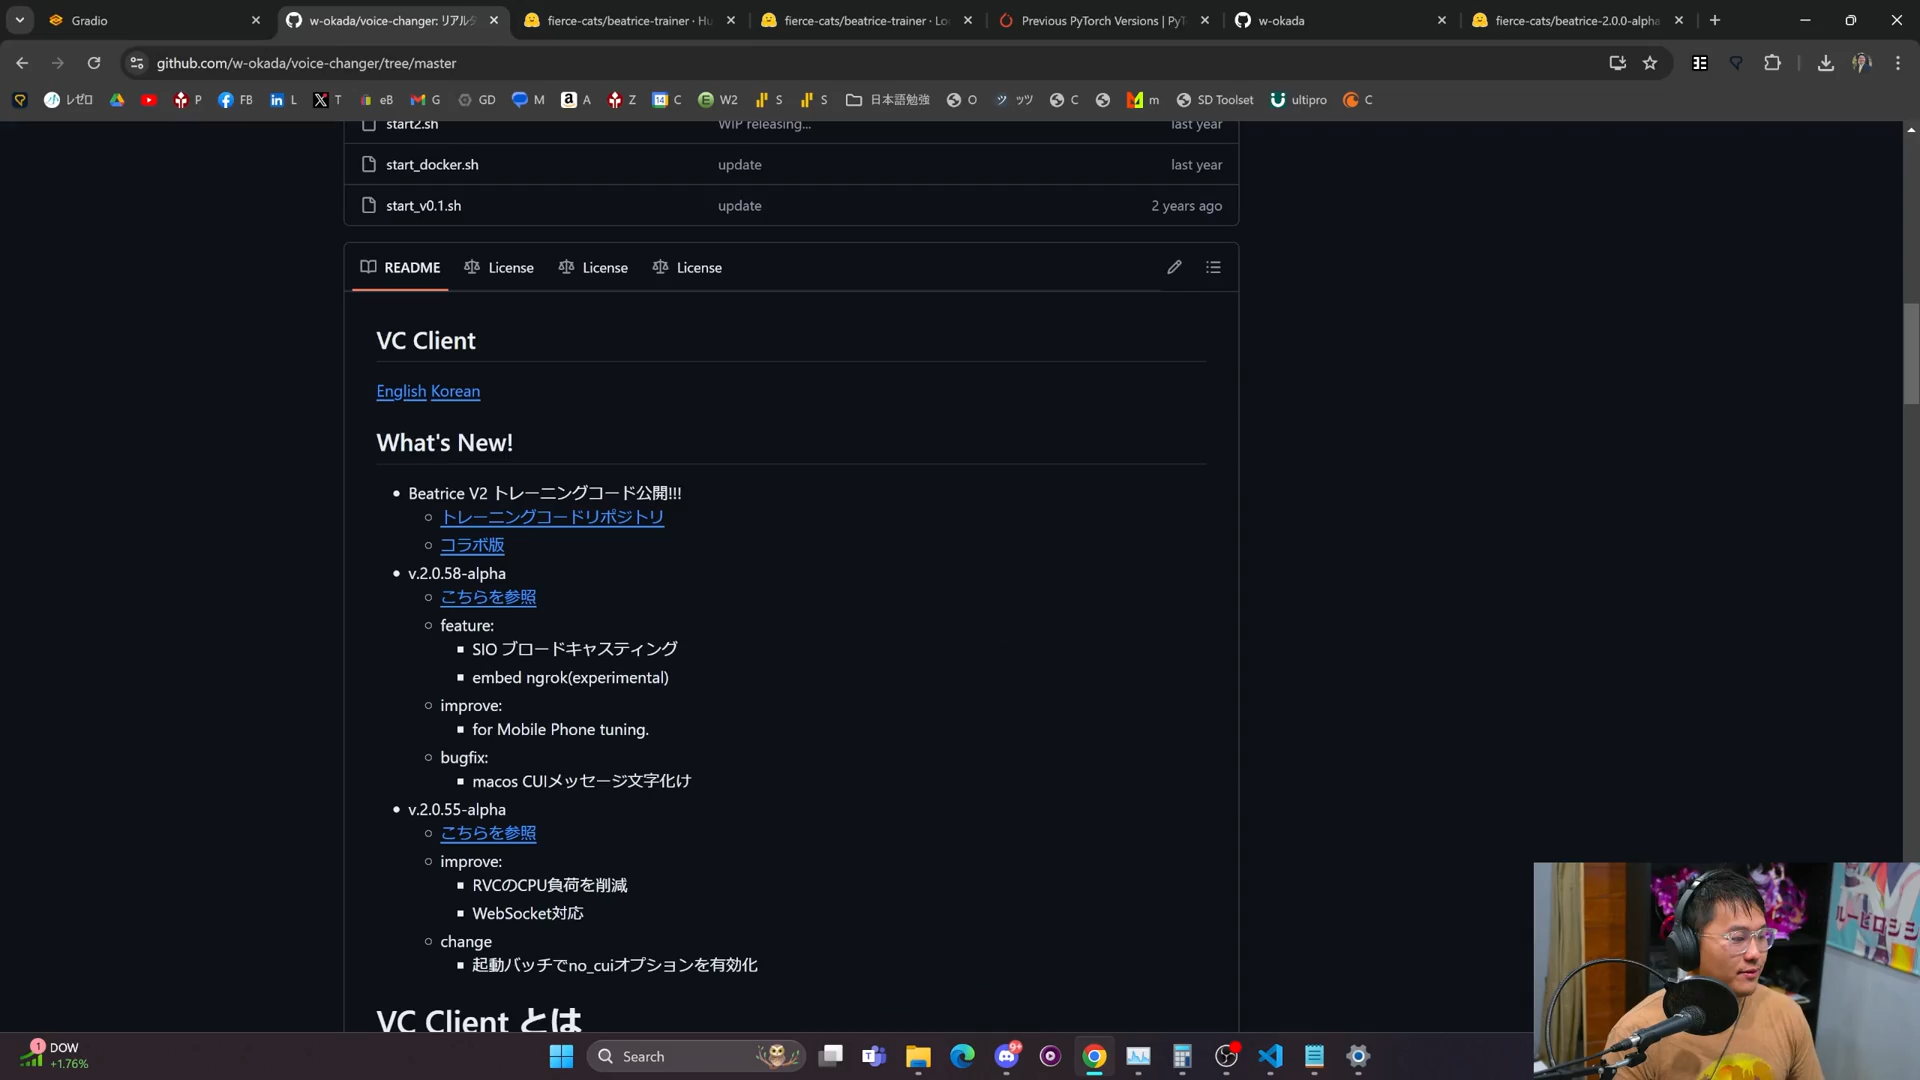 Gradio
w-okada/voice-changer: リアルタ
fierce-cats/beatrice-trainer · Hu
fierce-cats/beatrice-trainer · Lo
Previous PyTorch Versions | PyT
w-okada
fierce-cats/beatrice-2.0.0-alpha
github.com/w-okada/voice-changer/tree/master
レゼロ
P
FB
L
T
eB
G
GD
M
A
Z
C
W2
S
S
日本語勉強
O
ッツ
C
m
SD Toolset
ultipro
C
start2.sh WIP releasing... last year
start_docker.sh update last year
start_v0.1.sh update 2 years ago
README License License License
VC Client
English Korean
What's New!
Beatrice V2 トレーニングコード公開!!!
トレーニングコードリポジトリ
コラボ版
v.2.0.58-alpha
こちらを参照
feature:
SIO ブロードキャスティング
embed ngrok(experimental)
improve:
for Mobile Phone tuning.
bugfix:
macos CUIメッセージ文字化け
v.2.0.55-alpha
こちらを参照
improve:
RVCのCPU負荷を削減
WebSocket対応
change
起動バッチでno_cuiオプションを有効化
VC Client とは
1
DOW
+1.76%
Search